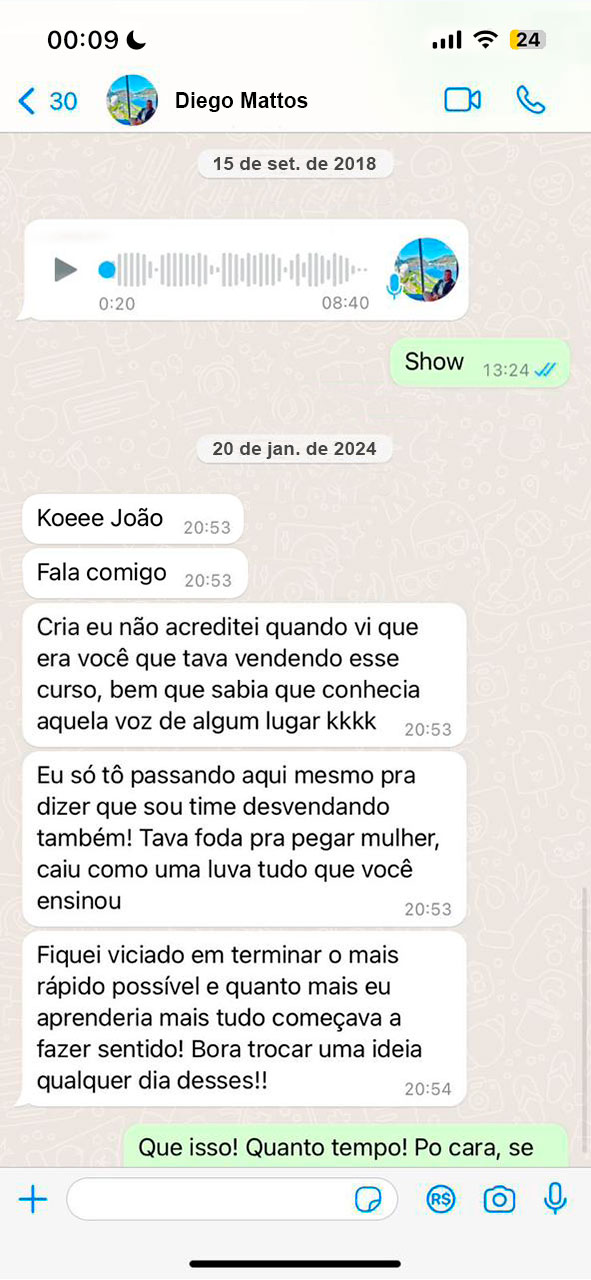 00:09
24
30
Diego Mattos
15 de set. de 2018
0:20
08:40
Show 13:24
20 de jan. de 2024
Koeee João 20:53
Fala comigo 20:53
Cria eu não acreditei quando vi que
era você que tava vendendo esse
curso, bem que sabia que conhecia
aquela voz de algum lugar kkkk 20:53
Eu só tô passando aqui mesmo pra
dizer que sou time desvendando
também! Tava foda pra pegar mulher,
caiu como uma luva tudo que você
ensinou 20:53
Fiquei viciado em terminar o mais
rápido possível e quanto mais eu
aprenderia mais tudo começava a
fazer sentido! Bora trocar uma ideia
qualquer dia desses!! 20:54
Que isso! Quanto tempo! Po cara, se
R$